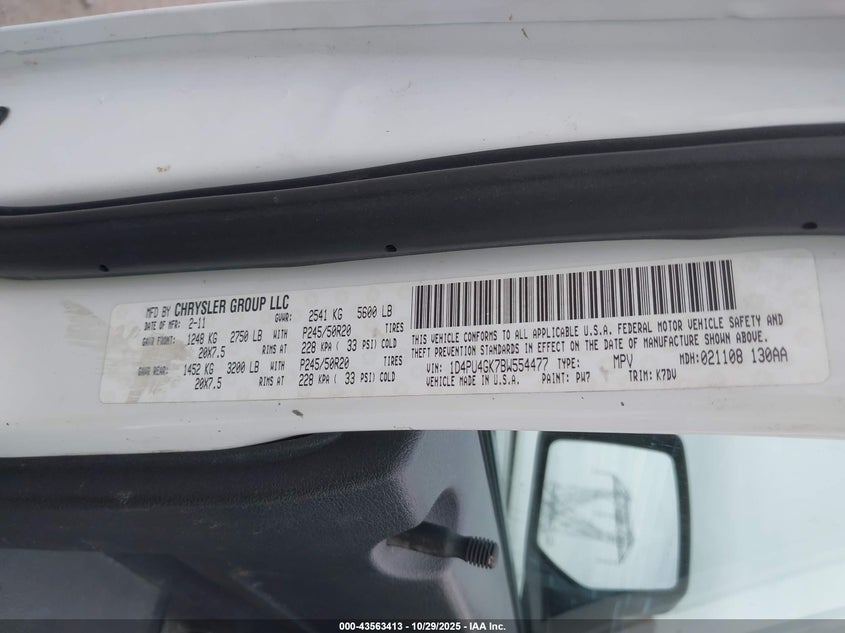 MFD BY CHRYSLER GROUP LLC
DATE OF MFR: 2-11 GVWR: 2541 KG 5600 LB
GAWR FRONT: 1248 KG 2750 LB WITH P245/50R20 TIRES
20X7.5 RIMS AT 228 KPA ( 33 PSI) COLD
GAWR REAR: 1452 KG 3200 LB WITH P245/50R20 TIRES
20X7.5 RIMS AT 228 KPA ( 33 PSI) COLD
THIS VEHICLE CONFORMS TO ALL APPLICABLE U.S.A. FEDERAL MOTOR VEHICLE SAFETY AND
THEFT PREVENTION STANDARDS IN EFFECT ON THE DATE OF MANUFACTURE SHOWN ABOVE.
VIN: 1D4PU4GK7BW554477 TYPE: MPV MDH: 021108 130AA
VEHICLE MADE IN U.S.A. PAINT: PW7 TRIM: K7DV
000-43563413 - 10/29/2025 - IAA Inc.